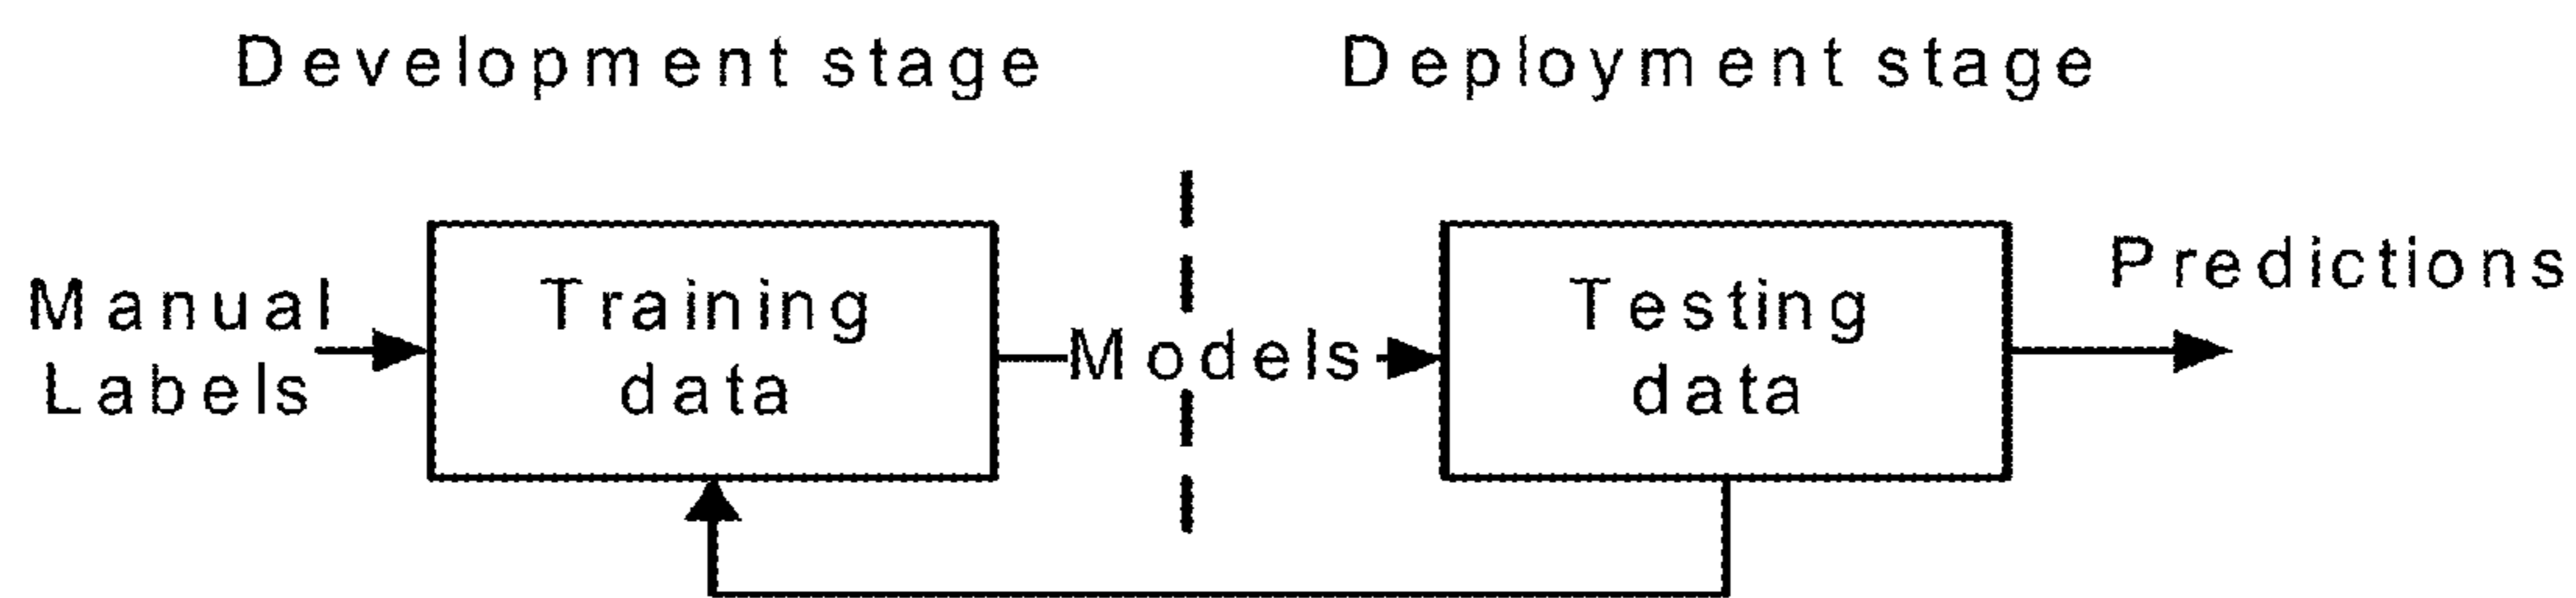 Development stage
Deployment stage
Manual
Labels
Training
data
Models
Testing
data
Predictions